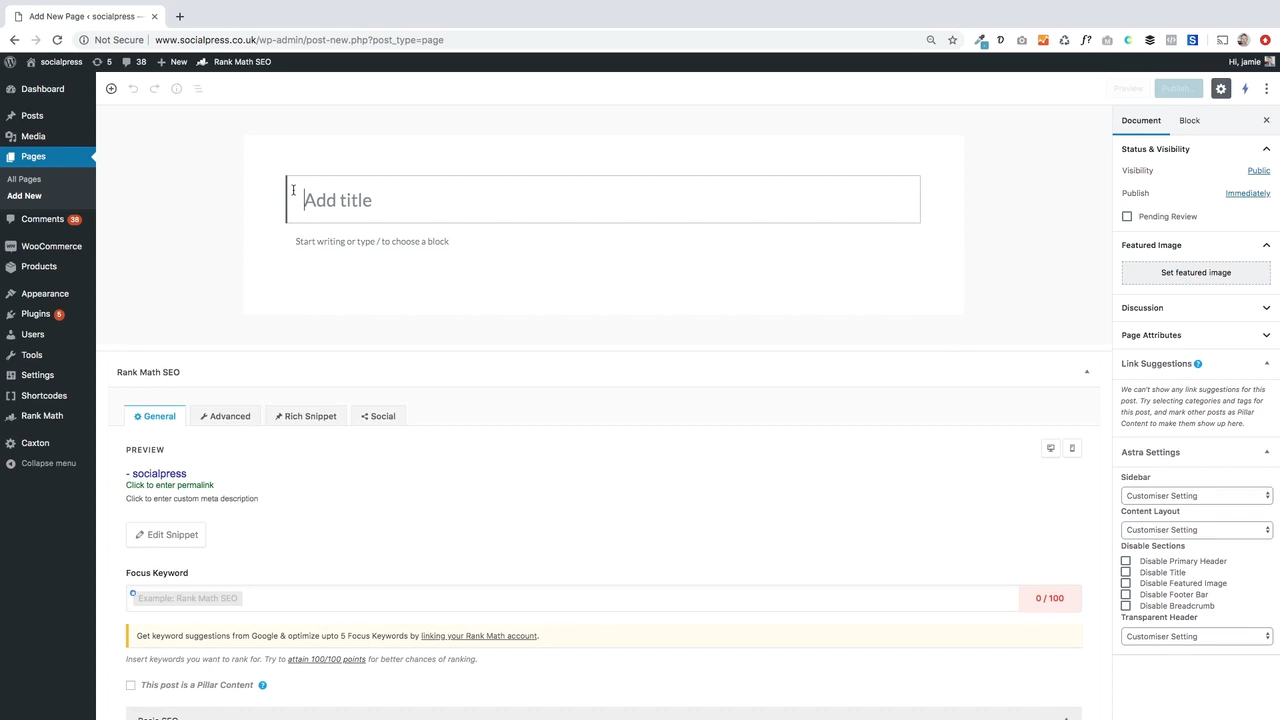 Add New Page ‹ socialpress —
Not Secure
www.socialpress.co.uk/wp-admin/post-new.php?post_type=page
socialpress
5
38
New
Rank Math SEO
Hi, jamie
Dashboard
Posts
Media
Pages
All Pages
Add New
Comments 38
WooCommerce
Products
Appearance
Plugins 5
Users
Tools
Settings
Shortcodes
Rank Math
Caxton
Collapse menu
Preview
Publish...
Add title
Start writing or type / to choose a block
Rank Math SEO
General
Advanced
Rich Snippet
Social
PREVIEW
- socialpress
Click to enter permalink
Click to enter custom meta description
Edit Snippet
Focus Keyword
Example: Rank Math SEO
0 / 100
Get keyword suggestions from Google & optimize upto 5 Focus Keywords by linking your Rank Math account.
Insert keywords you want to rank for. Try to attain 100/100 points for better chances of ranking.
This post is a Pillar Content ?
Basic SEO
Document
Block
Status & Visibility
Visibility
Public
Publish
Immediately
Pending Review
Featured Image
Set featured image
Discussion
Page Attributes
Link Suggestions ?
We can't show any link suggestions for this
post. Try selecting categories and tags for
this post, and mark other posts as Pillar
Content to make them show up here.
Astra Settings
Sidebar
Customiser Setting
Content Layout
Customiser Setting
Disable Sections
Disable Primary Header
Disable Title
Disable Featured Image
Disable Footer Bar
Disable Breadcrumb
Transparent Header
Customiser Setting